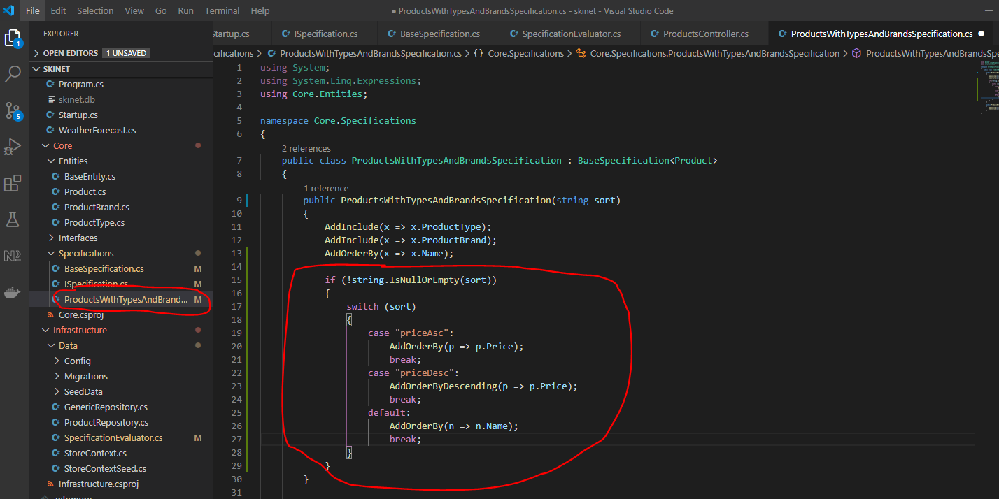 File Edit Selection View Go Run Terminal Help
● ProductsWithTypesAndBrandsSpecification.cs - skinet - Visual Studio Code
EXPLORER
OPEN EDITORS 1 UNSAVED
SKINET
Program.cs
skinet.db
Startup.cs
WeatherForecast.cs
Core
Entities
BaseEntity.cs
Product.cs
ProductBrand.cs
ProductType.cs
Interfaces
Specifications
BaseSpecification.cs M
ISpecification.cs M
ProductsWithTypesAndBrand... M
Core.csproj
Infrastructure
Data
Config
Migrations
SeedData
GenericRepository.cs
ProductRepository.cs
SpecificationEvaluator.cs M
StoreContext.cs
StoreContextSeed.cs
Infrastructure.csproj
.gitignore
1
5
Startup.cs C# ISpecification.cs C# BaseSpecification.cs C# SpecificationEvaluator.cs C# ProductsController.cs C# ProductsWithTypesAndBrandsSpecification.cs ●
ecifications > C# ProductsWithTypesAndBrandsSpecification.cs > {} Core.Specifications > Core.Specifications.ProductsWithTypesAndBrandsSpecification > ProductsWithTypesAndBrandsSpe
1 using System;
2 using System.Linq.Expressions;
3 using Core.Entities;
4
5 namespace Core.Specifications
6 {
2 references
7 public class ProductsWithTypesAndBrandsSpecification : BaseSpecification<Product>
8 {
1 reference
9 public ProductsWithTypesAndBrandsSpecification(string sort)
10 {
11 AddInclude(x => x.ProductType);
12 AddInclude(x => x.ProductBrand);
13 AddOrderBy(x => x.Name);
14
15 if (!string.IsNullOrEmpty(sort))
16 {
17 switch (sort)
18 {
19 case "priceAsc":
20 AddOrderBy(p => p.Price);
21 break;
22 case "priceDesc":
23 AddOrderByDescending(p => p.Price);
24 break;
25 default:
26 AddOrderBy(n => n.Name);
27 break;
28 }
29 }
30 }
31